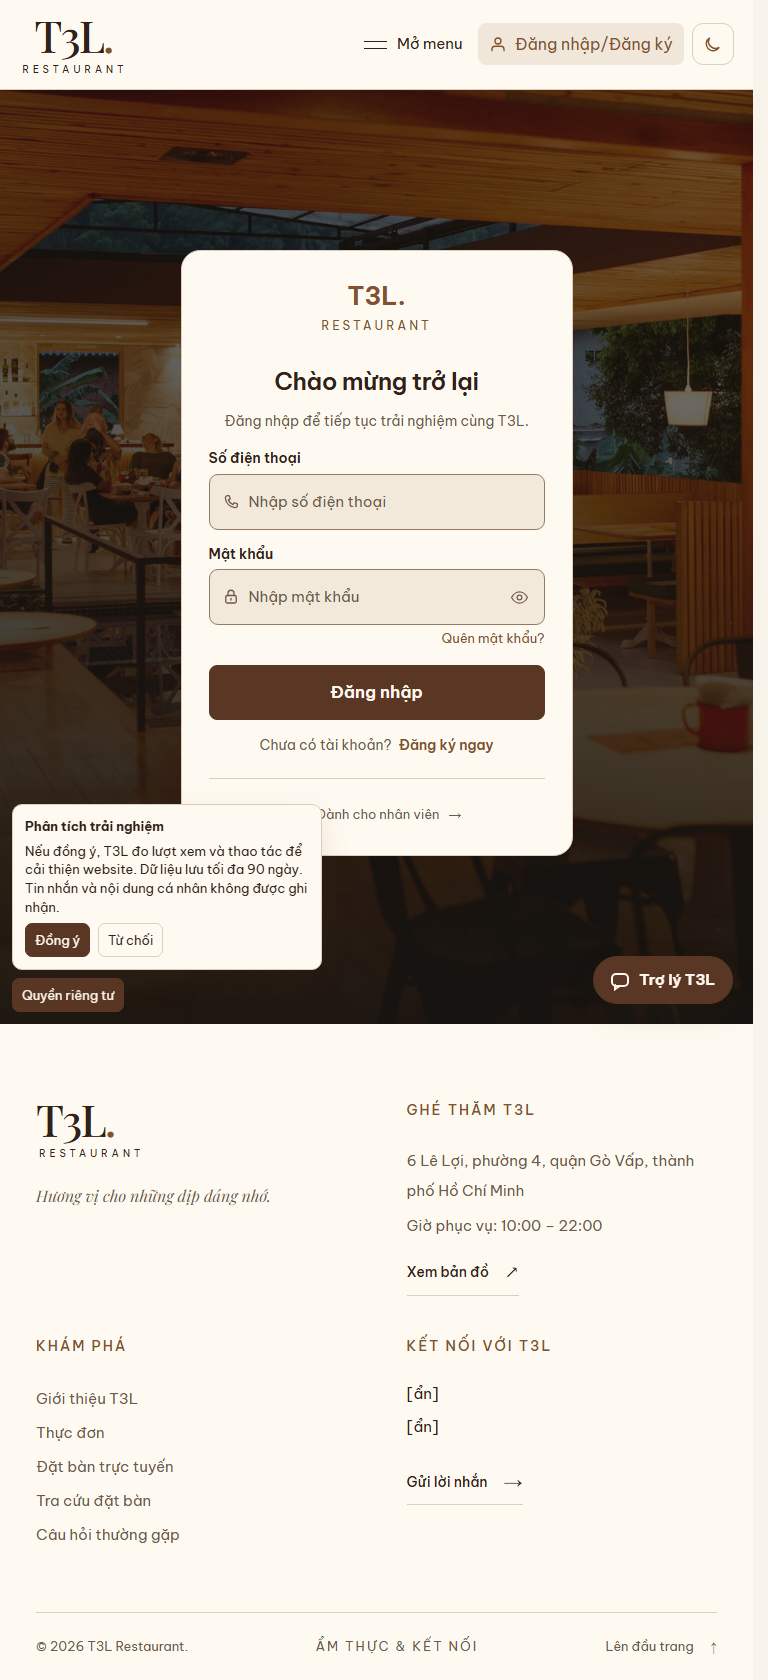 T3L.
RESTAURANT
Mở menu
Đăng nhập/Đăng ký
T3L.
RESTAURANT
Chào mừng trở lại
Đăng nhập để tiếp tục trải nghiệm cùng T3L.
Số điện thoại
Nhập số điện thoại
Mật khẩu
Nhập mật khẩu
Quên mật khẩu?
Đăng nhập
Chưa có tài khoản? Đăng ký ngay
Dành cho nhân viên →
Phân tích trải nghiệm
Nếu đồng ý, T3L đo lượt xem và thao tác để
cải thiện website. Dữ liệu lưu tối đa 90 ngày.
Tin nhắn và nội dung cá nhân không được ghi
nhận.
Đồng ý
Từ chối
Quyền riêng tư
Trợ lý T3L
T3L.
RESTAURANT
Hương vị cho những dịp đáng nhớ.
GHÉ THĂM T3L
6 Lê Lợi, phường 4, quận Gò Vấp, thành
phố Hồ Chí Minh
Giờ phục vụ: 10:00 – 22:00
Xem bản đồ ↗
KHÁM PHÁ
Giới thiệu T3L
Thực đơn
Đặt bàn trực tuyến
Tra cứu đặt bàn
Câu hỏi thường gặp
KẾT NỐI VỚI T3L
[ẩn]
[ẩn]
Gửi lời nhắn →
© 2026 T3L Restaurant.
ẨM THỰC & KẾT NỐI
Lên đầu trang ↑